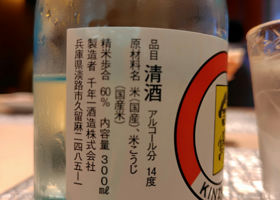 品目 清酒 アルコール分 14度
原材料名 米(国産)、米こうじ
(国産米)
精米歩合 60% 内容量 300ml
製造者 千年一酒造株式会社
兵庫県淡路市久留麻二四八五ー一
KIN